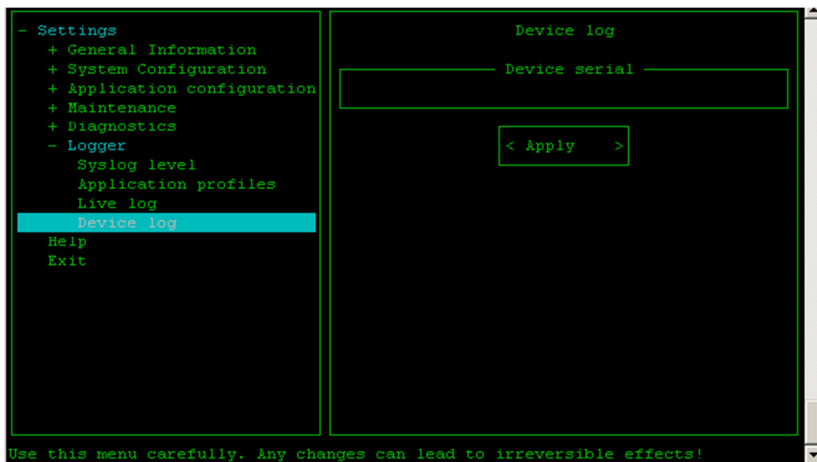 - Settings
+ General Information
+ System Configuration
+ Application configuration
+ Maintenance
+ Diagnostics
- Logger
Syslog level
Application profiles
Live log
Device log
Help
Exit
Device log
Device serial
< Apply >
Use this menu carefully. Any changes can lead to irreversible effects!